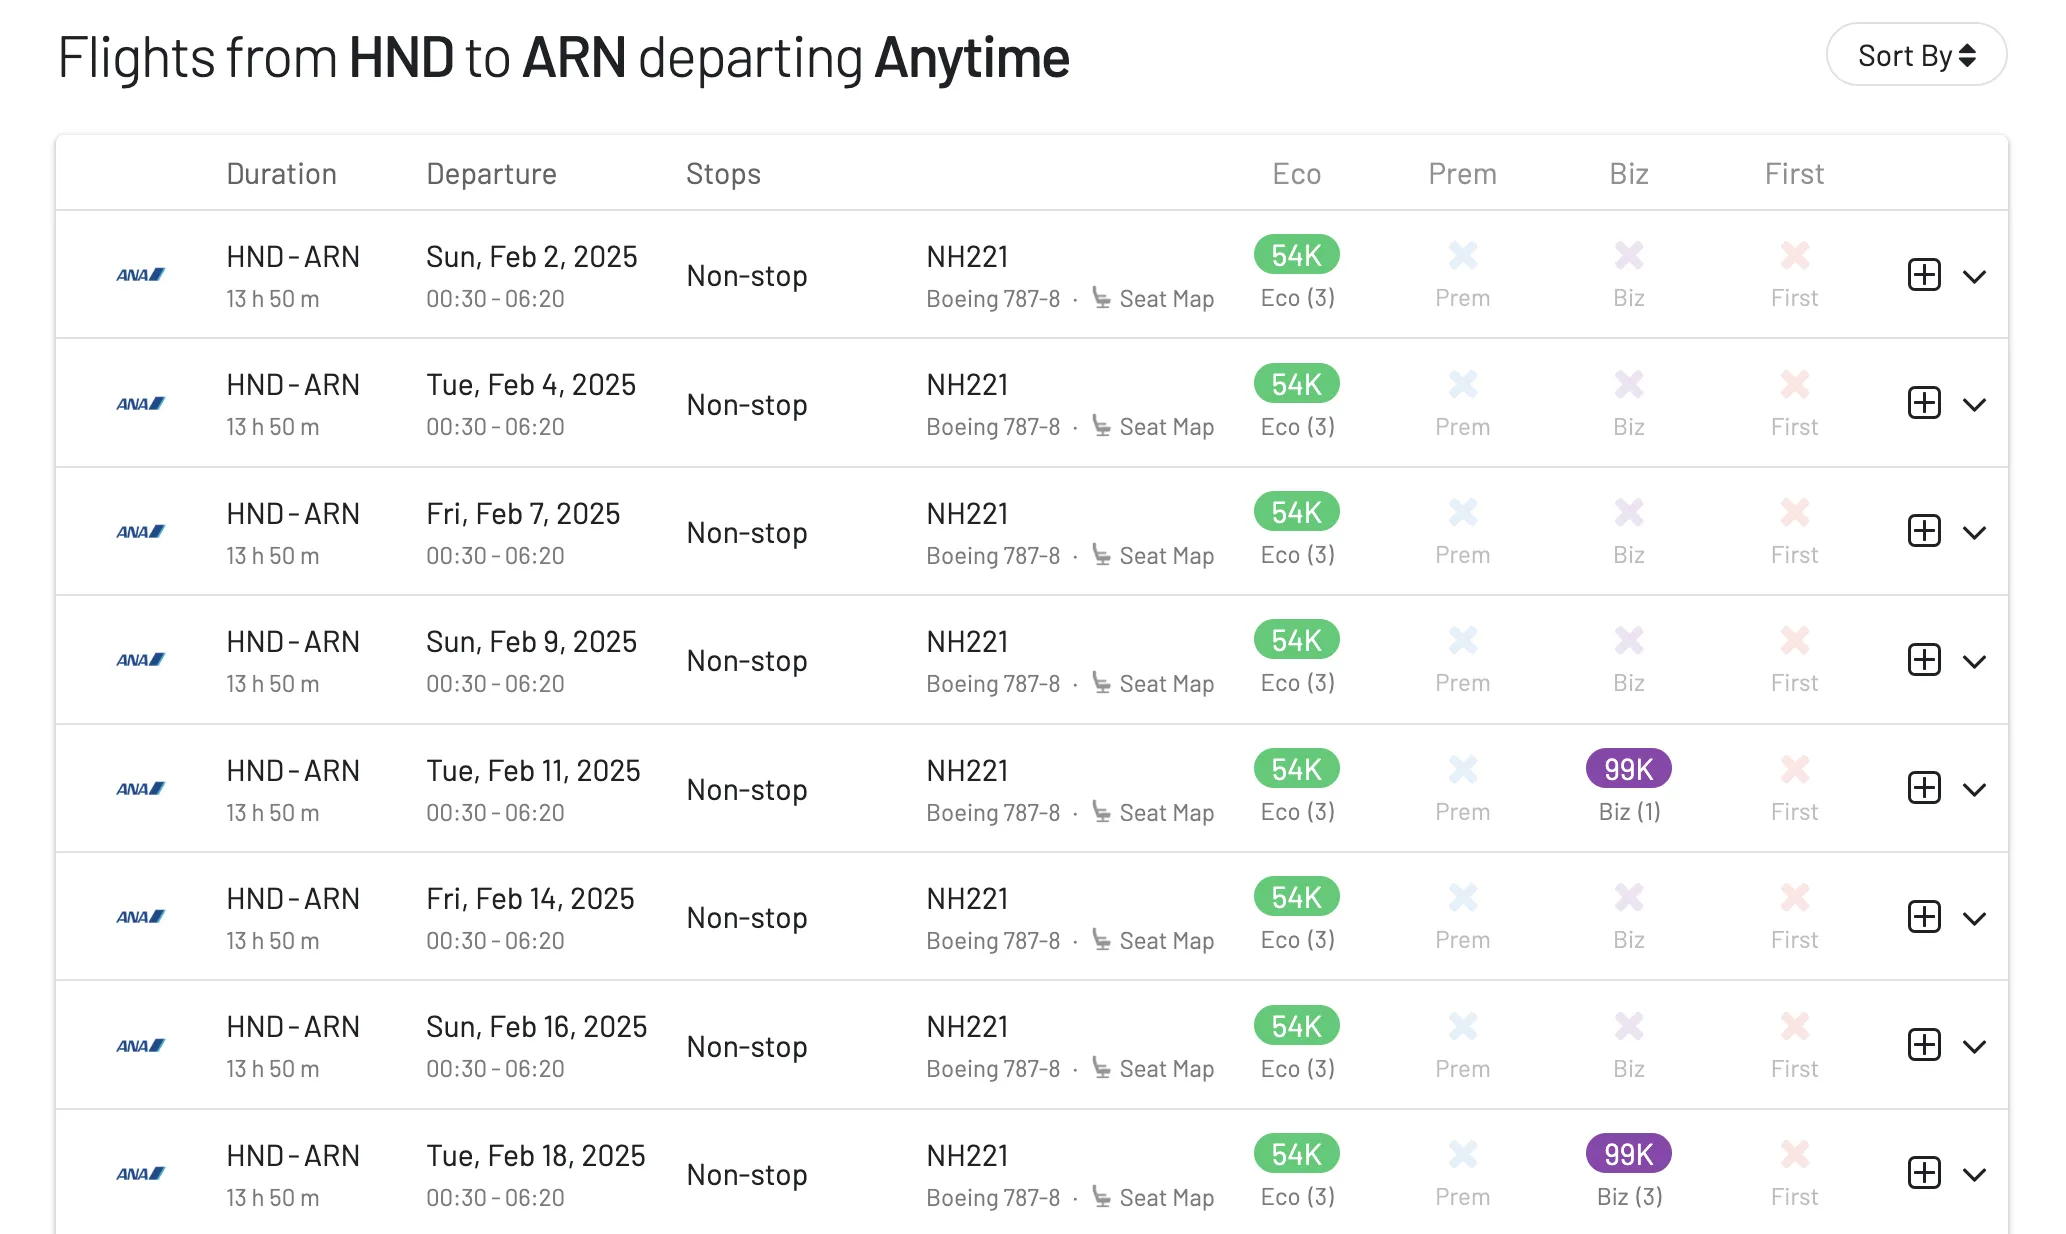 Flights from HND to ARN departing Anytime
Sort By
Duration Departure Stops Eco Prem Biz First
HND - ARN Sun, Feb 2, 2025 NH221 54K
ANA Non-stop
13 h 50 m 00:30 - 06:20 Boeing 787-8 · Seat Map Eco (3) Prem Biz First
HND - ARN Tue, Feb 4, 2025 NH221 54K
ANA Non-stop
13 h 50 m 00:30 - 06:20 Boeing 787-8 · Seat Map Eco (3) Prem Biz First
HND - ARN Fri, Feb 7, 2025 NH221 54K
ANA Non-stop
13 h 50 m 00:30 - 06:20 Boeing 787-8 · Seat Map Eco (3) Prem Biz First
HND - ARN Sun, Feb 9, 2025 NH221 54K
ANA Non-stop
13 h 50 m 00:30 - 06:20 Boeing 787-8 · Seat Map Eco (3) Prem Biz First
HND - ARN Tue, Feb 11, 2025 NH221 54K 99K
ANA Non-stop
13 h 50 m 00:30 - 06:20 Boeing 787-8 · Seat Map Eco (3) Prem Biz (1) First
HND - ARN Fri, Feb 14, 2025 NH221 54K
ANA Non-stop
13 h 50 m 00:30 - 06:20 Boeing 787-8 · Seat Map Eco (3) Prem Biz First
HND - ARN Sun, Feb 16, 2025 NH221 54K
ANA Non-stop
13 h 50 m 00:30 - 06:20 Boeing 787-8 · Seat Map Eco (3) Prem Biz First
HND - ARN Tue, Feb 18, 2025 NH221 54K 99K
ANA Non-stop
13 h 50 m 00:30 - 06:20 Boeing 787-8 · Seat Map Eco (3) Prem Biz (3) First